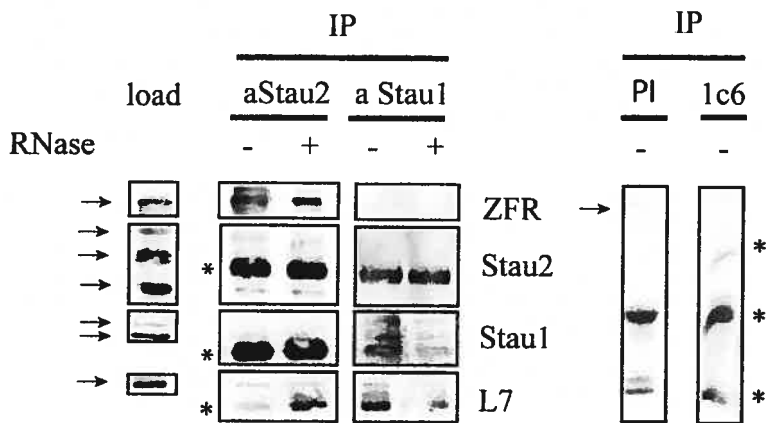 IP IP
load aStau2 a Stau1 PI 1c6
RNase - + - + - -
ZFR
*
Stau2
*
*
Stau1
*
L7
*
*